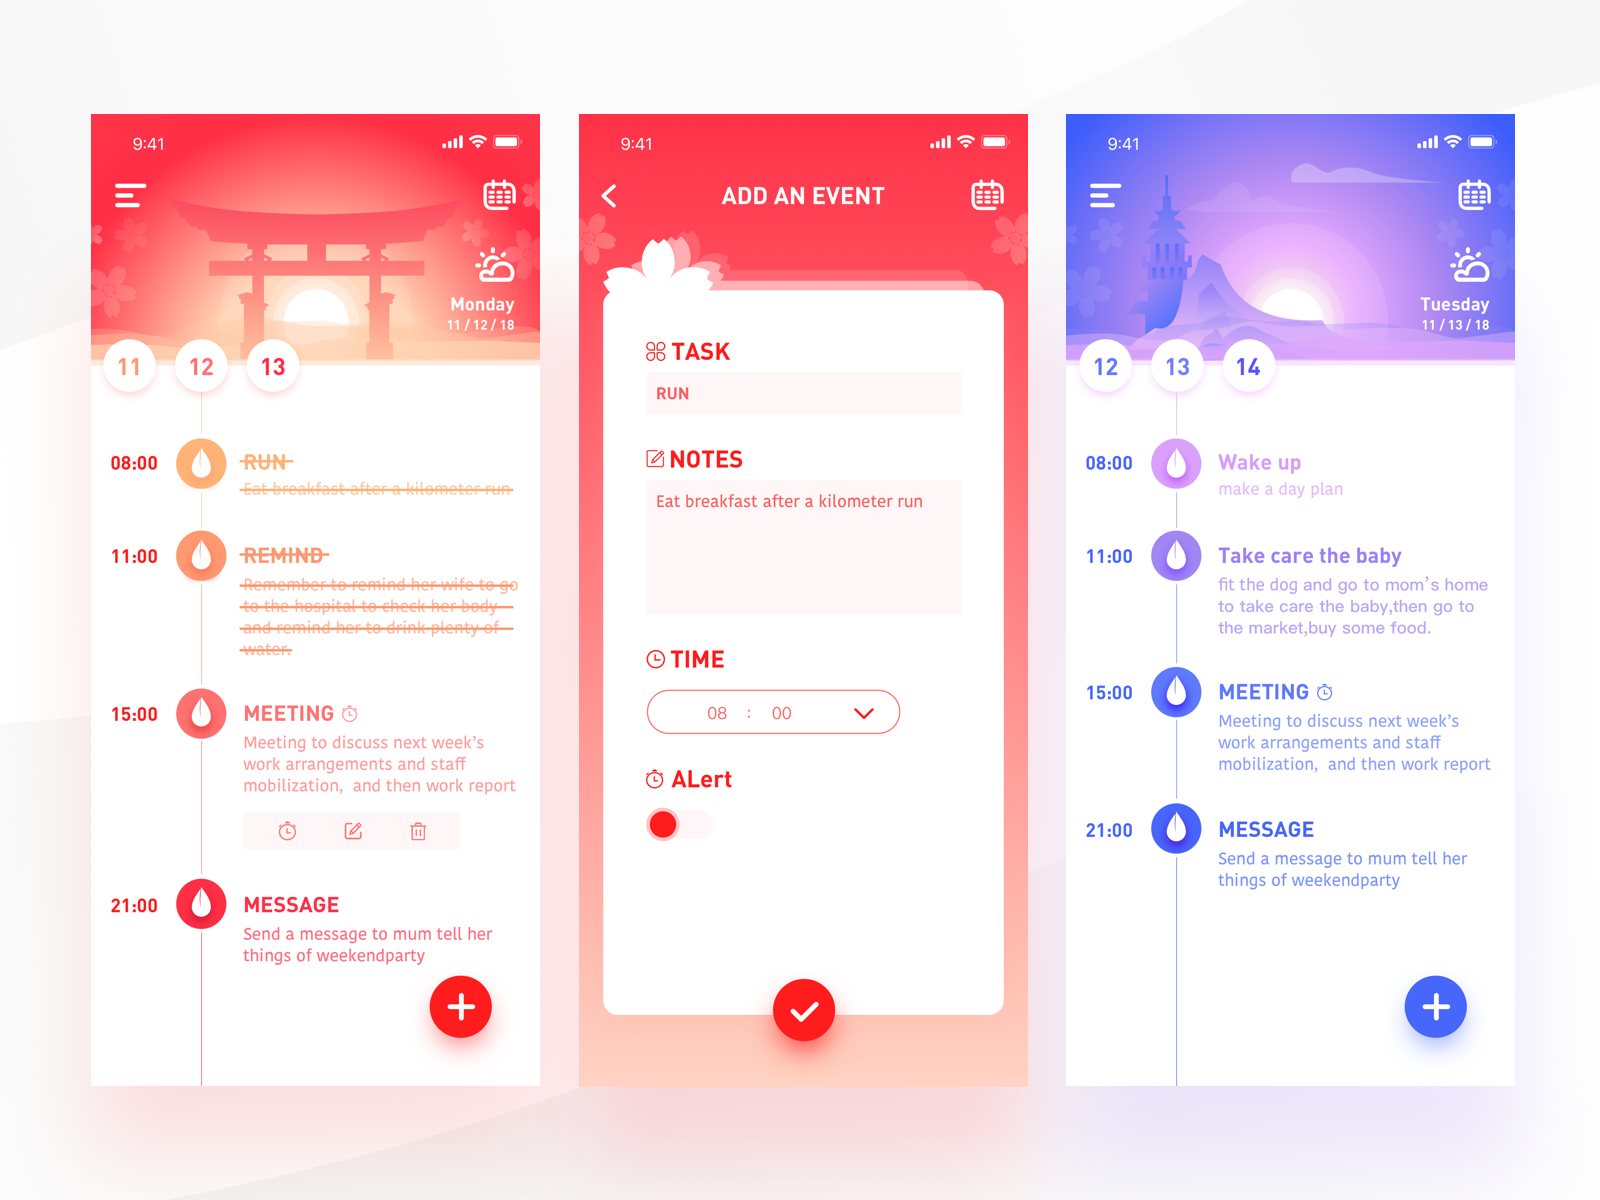 9:41
Monday
11 / 12 / 18
11
12
13
08:00
RUN
Eat breakfast after a kilometer run
11:00
REMIND
Remember to remind her wife to go
to the hospital to check her body
and remind her to drink plenty of
water.
15:00
MEETING
Meeting to discuss next week’s
work arrangements and staff
mobilization,  and then work report
21:00
MESSAGE
Send a message to mum tell her
things of weekendparty
9:41
ADD AN EVENT
TASK
RUN
NOTES
Eat breakfast after a kilometer run
TIME
08 : 00
ALert
9:41
Tuesday
11 / 13 / 18
12
13
14
08:00
Wake up
make a day plan
11:00
Take care the baby
fit the dog and go to mom’s home
to take care the baby,then go to
the market,buy some food.
15:00
MEETING
Meeting to discuss next week’s
work arrangements and staff
mobilization,  and then work report
21:00
MESSAGE
Send a message to mum tell her
things of weekendparty